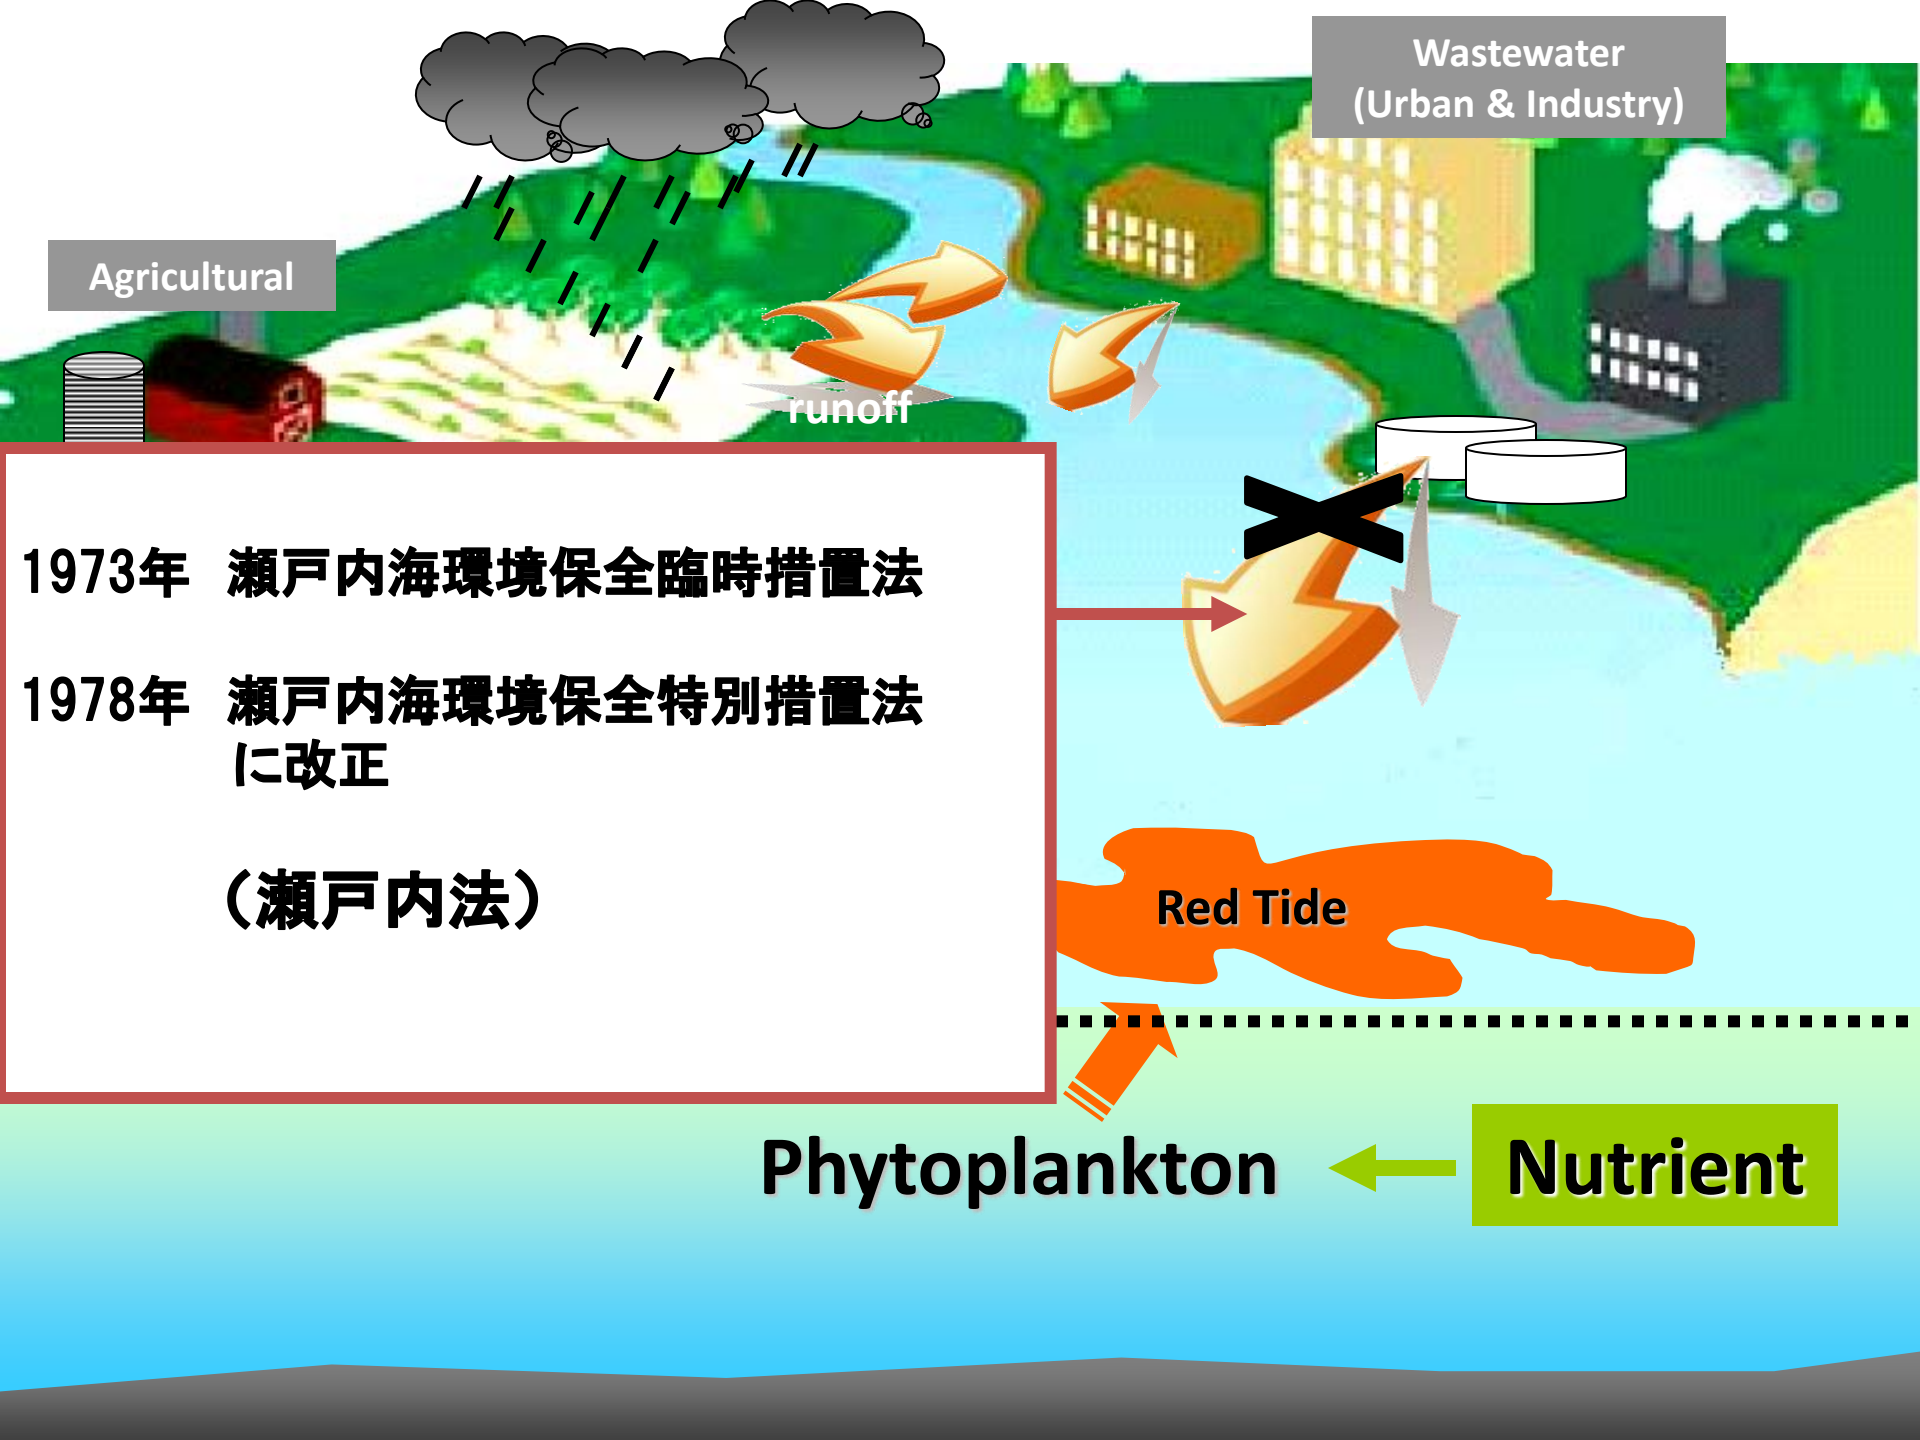 Wastewater
(Urban & Industry)
Agricultural
runoff
1973年　瀬戸内海環境保全臨時措置法
1978年　瀬戸内海環境保全特別措置法
に改正
（瀬戸内法）
Red Tide
Phytoplankton
Nutrient